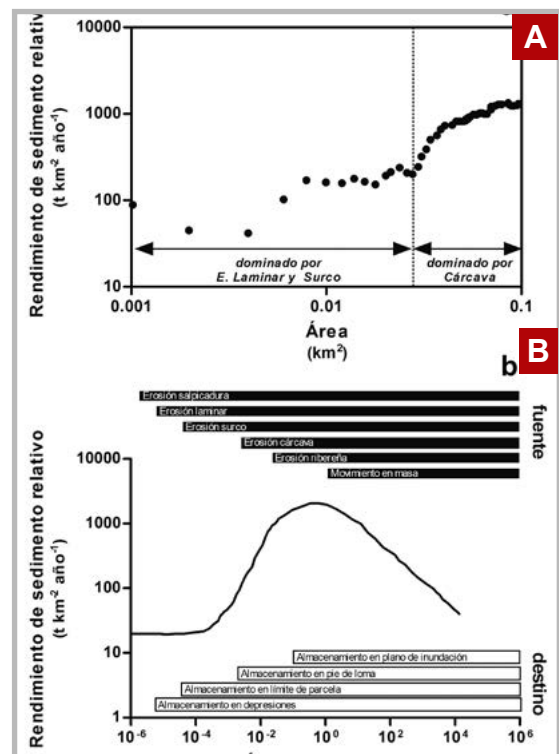 A
10000
1000
100
10
Rendimiento de sedimento relativo
(t km-2 año-1)
dominado por
E. Laminar y Surco
dominado por
Cárcava
0.001
0.01
0.1
Área
(km2)
B
b
Erosión salpicadura
Erosión laminar
Erosión surco
Erosión cárcava
Erosión ribereña
Movimiento en masa
fuente
10000
1000
100
10
1
Rendimiento de sedimento relativo
(t km-2 año-1)
Almacenamiento en plano de inundación
Almacenamiento en pie de loma
Almacenamiento en límite de parcela
Almacenamiento en depresiones
destino
10-6
10-4
10-2
100
102
104
106